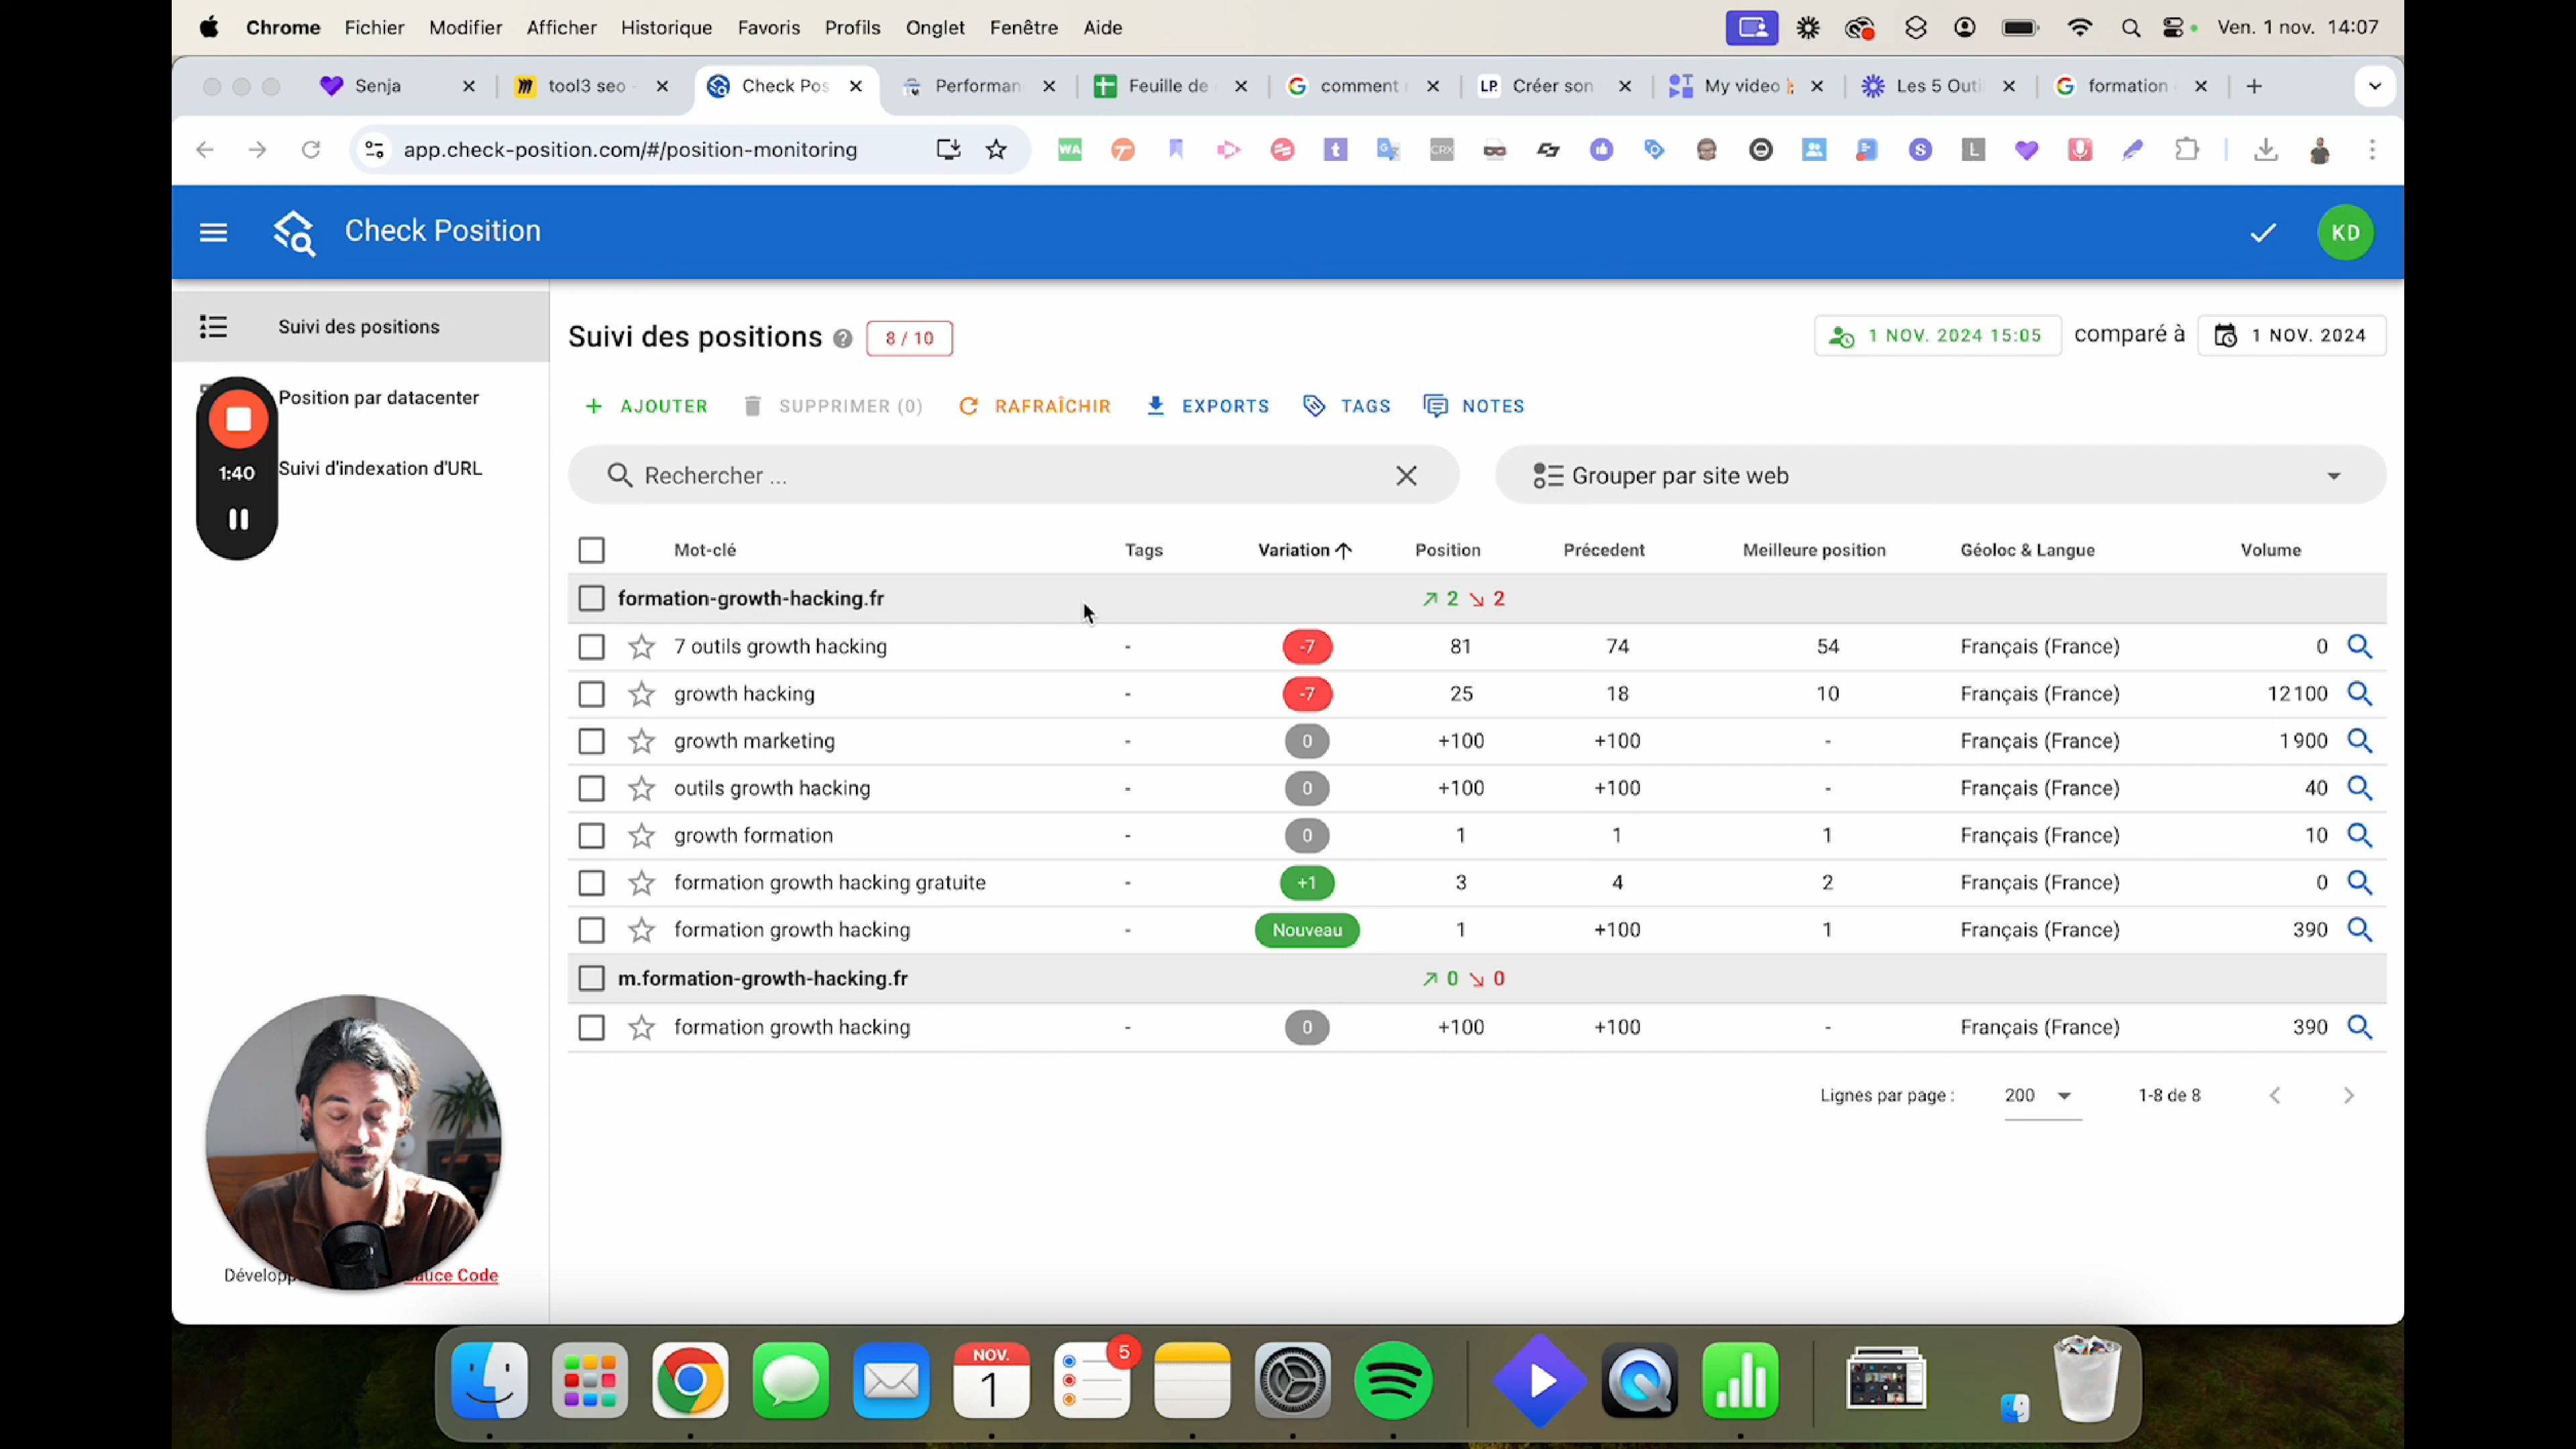 Chrome Fichier Modifier Afficher Historique Favoris Profils Onglet Fenêtre Aide Ven. 1 nov. 14:07
Senja tool3 seo - Check Pos Performan Feuille de comment Créer son My video Les 5 Outi formation
app.check-position.com/#/position-monitoring
Check Position KD
Suivi des positions
Position par datacenter
Suivi d'indexation d'URL
1:40
Suivi des positions 8 / 10 1 NOV. 2024 15:05 comparé à 1 NOV. 2024
AJOUTER SUPPRIMER (0) RAFRAÎCHIR EXPORTS TAGS NOTES
Rechercher ... Grouper par site web
Mot-clé Tags Variation Position Précedent Meilleure position Géoloc & Langue Volume
formation-growth-hacking.fr 2 2
7 outils growth hacking - -7 81 74 54 Français (France) 0
growth hacking - -7 25 18 10 Français (France) 12 100
growth marketing - 0 +100 +100 - Français (France) 1 900
outils growth hacking - 0 +100 +100 - Français (France) 40
growth formation - 0 1 1 1 Français (France) 10
formation growth hacking gratuite - +1 3 4 2 Français (France) 0
formation growth hacking - Nouveau 1 +100 1 Français (France) 390
m.formation-growth-hacking.fr 0 0
formation growth hacking - 0 +100 +100 - Français (France) 390
Lignes par page : 200 1-8 de 8
Code
NOV.
1
5